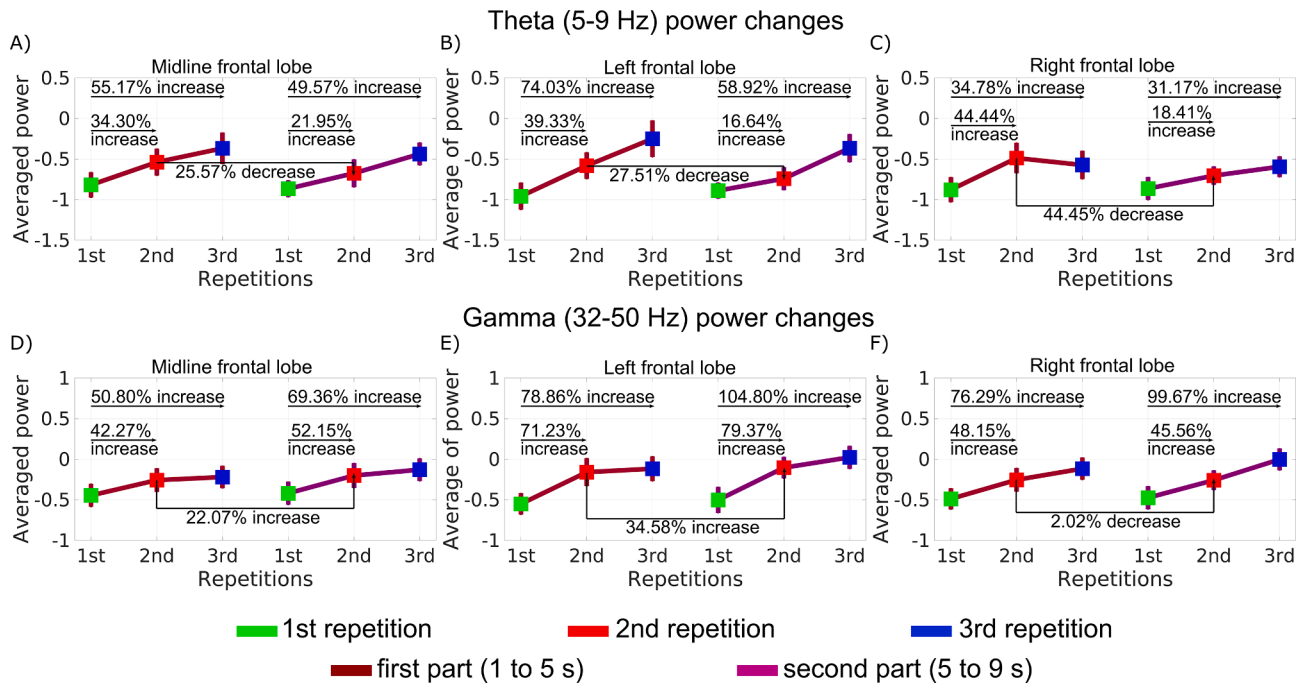 Theta (5-9 Hz) power changes
A)
Midline frontal lobe
55.17% increase
49.57% increase
34.30%
increase
21.95%
increase
25.57% decrease
0.5
0
-0.5
-1
-1.5
Averaged power
1st 2nd 3rd 1st 2nd 3rd
Repetitions
B)
Left frontal lobe
74.03% increase
58.92% increase
39.33%
increase
16.64%
increase
27.51% decrease
0.5
0
-0.5
-1
-1.5
Average of power
1st 2nd 3rd 1st 2nd 3rd
Repetitions
C)
Right frontal lobe
34.78% increase
31.17% increase
44.44%
increase
18.41%
increase
44.45% decrease
0.5
0
-0.5
-1
-1.5
Averaged power
1st 2nd 3rd 1st 2nd 3rd
Repetitions
Gamma (32-50 Hz) power changes
D)
Midline frontal lobe
50.80% increase
69.36% increase
42.27%
increase
52.15%
increase
22.07% increase
1
0.5
0
-0.5
-1
Averaged power
1st 2nd 3rd 1st 2nd 3rd
Repetitions
E)
Left frontal lobe
78.86% increase
104.80% increase
71.23%
increase
79.37%
increase
34.58% increase
1
0.5
0
-0.5
-1
Average of power
1st 2nd 3rd 1st 2nd 3rd
Repetitions
F)
Right frontal lobe
76.29% increase
99.67% increase
48.15%
increase
45.56%
increase
2.02% decrease
1
0.5
0
-0.5
-1
Averaged power
1st 2nd 3rd 1st 2nd 3rd
Repetitions
1st repetition 2nd repetition 3rd repetition
first part (1 to 5 s) second part (5 to 9 s)